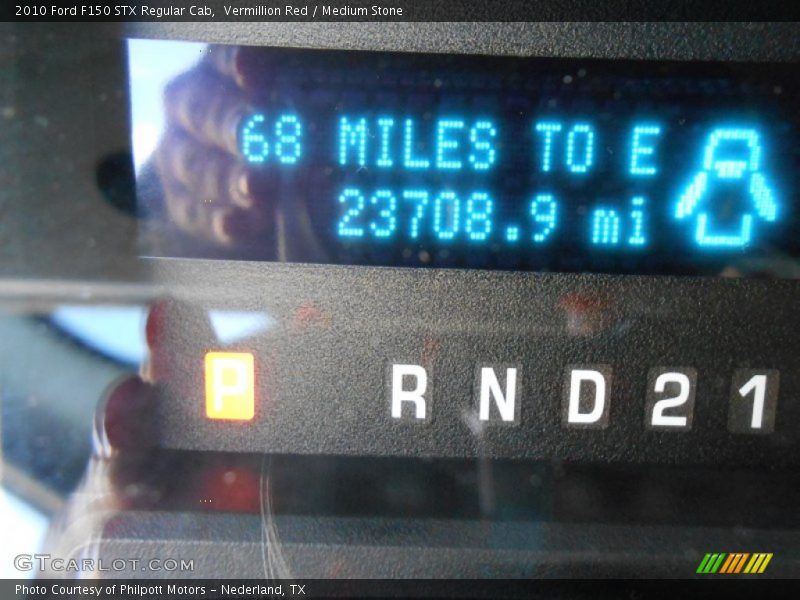 2010 Ford F150 STX Regular Cab,  Vermillion Red / Medium Stone
68 MILES TO E
23708.9 mi
P R N D 2 1
GTCARLOT.COM
Photo Courtesy of Philpott Motors - Nederland, TX